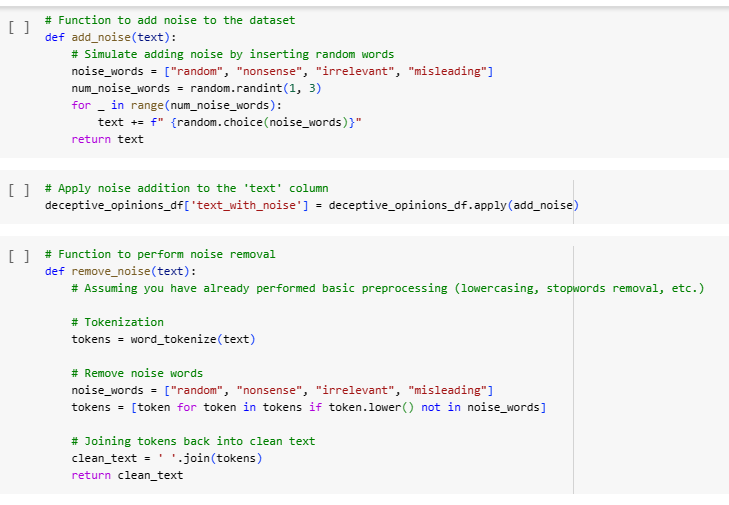 [ ] # Function to add noise to the dataset
def add_noise(text):
    # Simulate adding noise by inserting random words
    noise_words = ["random", "nonsense", "irrelevant", "misleading"]
    num_noise_words = random.randint(1, 3)
    for _ in range(num_noise_words):
        text += f" {random.choice(noise_words)}"
    return text
[ ] # Apply noise addition to the 'text' column
deceptive_opinions_df['text_with_noise'] = deceptive_opinions_df.apply(add_noise)
[ ] # Function to perform noise removal
def remove_noise(text):
    # Assuming you have already performed basic preprocessing (lowercasing, stopwords removal, etc.)
    # Tokenization
    tokens = word_tokenize(text)
    # Remove noise words
    noise_words = ["random", "nonsense", "irrelevant", "misleading"]
    tokens = [token for token in tokens if token.lower() not in noise_words]
    # Joining tokens back into clean text
    clean_text = ' '.join(tokens)
    return clean_text